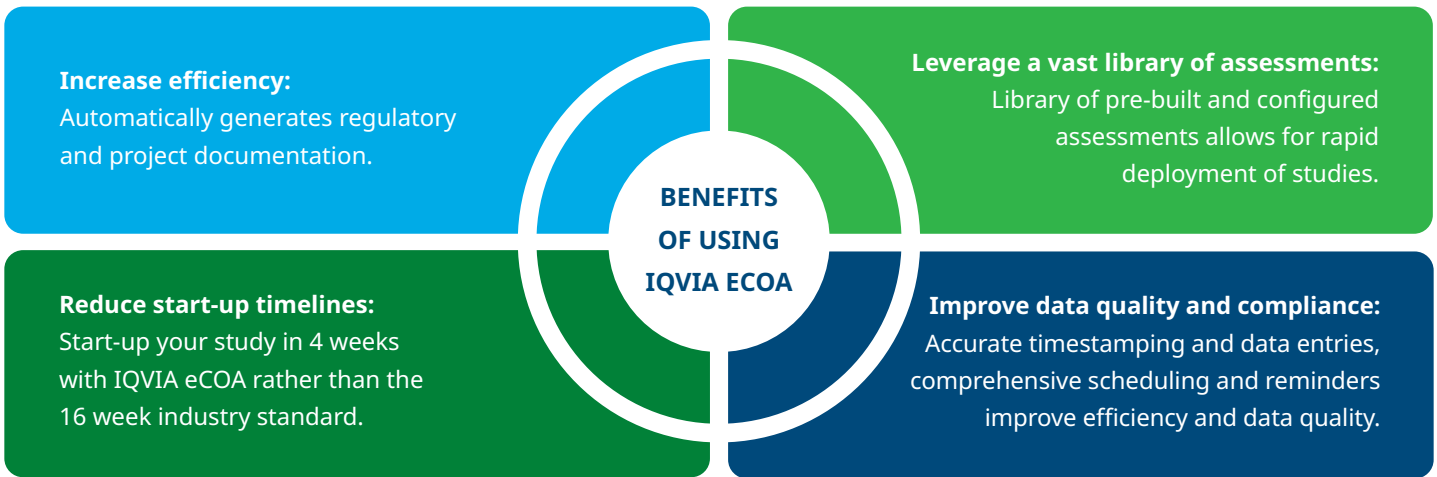 Increase efficiency:
Automatically generates regulatory
and project documentation.
Leverage a vast library of assessments:
Library of pre-built and configured
assessments allows for rapid
deployment of studies.
BENEFITS
OF USING
IQVIA ECOA
Reduce start-up timelines:
Start-up your study in 4 weeks
with IQVIA eCOA rather than the
16 week industry standard.
Improve data quality and compliance:
Accurate timestamping and data entries,
comprehensive scheduling and reminders
improve efficiency and data quality.